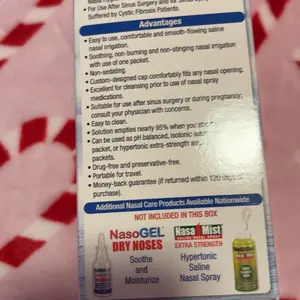 • For Use After Sinus Surgery and for Sinus
Suffered by Cystic Fibrosis Patients.
Advantages
• Easy to use, comfortable and smooth-flowing saline
nasal irrigation.
• Soothing, non-burning and non-stinging nasal irrigation
with use of one packet.
• Non-sedating.
• Custom-designed cap comfortably fits any nasal opening.
• Excellent for cleansing prior to use of nasal spray
medications.
• Suitable for use after sinus surgery or during pregnancy,
consult your physician with concerns.
• Easy to clean.
• Solution empties nearly 95% when you
• Can be used as pH balanced, isotonic
packet, or hypertonic extra-strength
packets.
• Drug-free and preservative-free.
• Portable for travel.
• Money-back guarantee (if returned within 120
purchase).
Additional Nasal Care Products Available Nationwide
NOT INCLUDED IN THIS BOX
NasoGEL
DRY NOSES
Soothe
and
Moisturize
NasaMist
SALINE NASAL SPRAY
EXTRA STRENGTH
Hypertonic
Saline
Nasal Spray